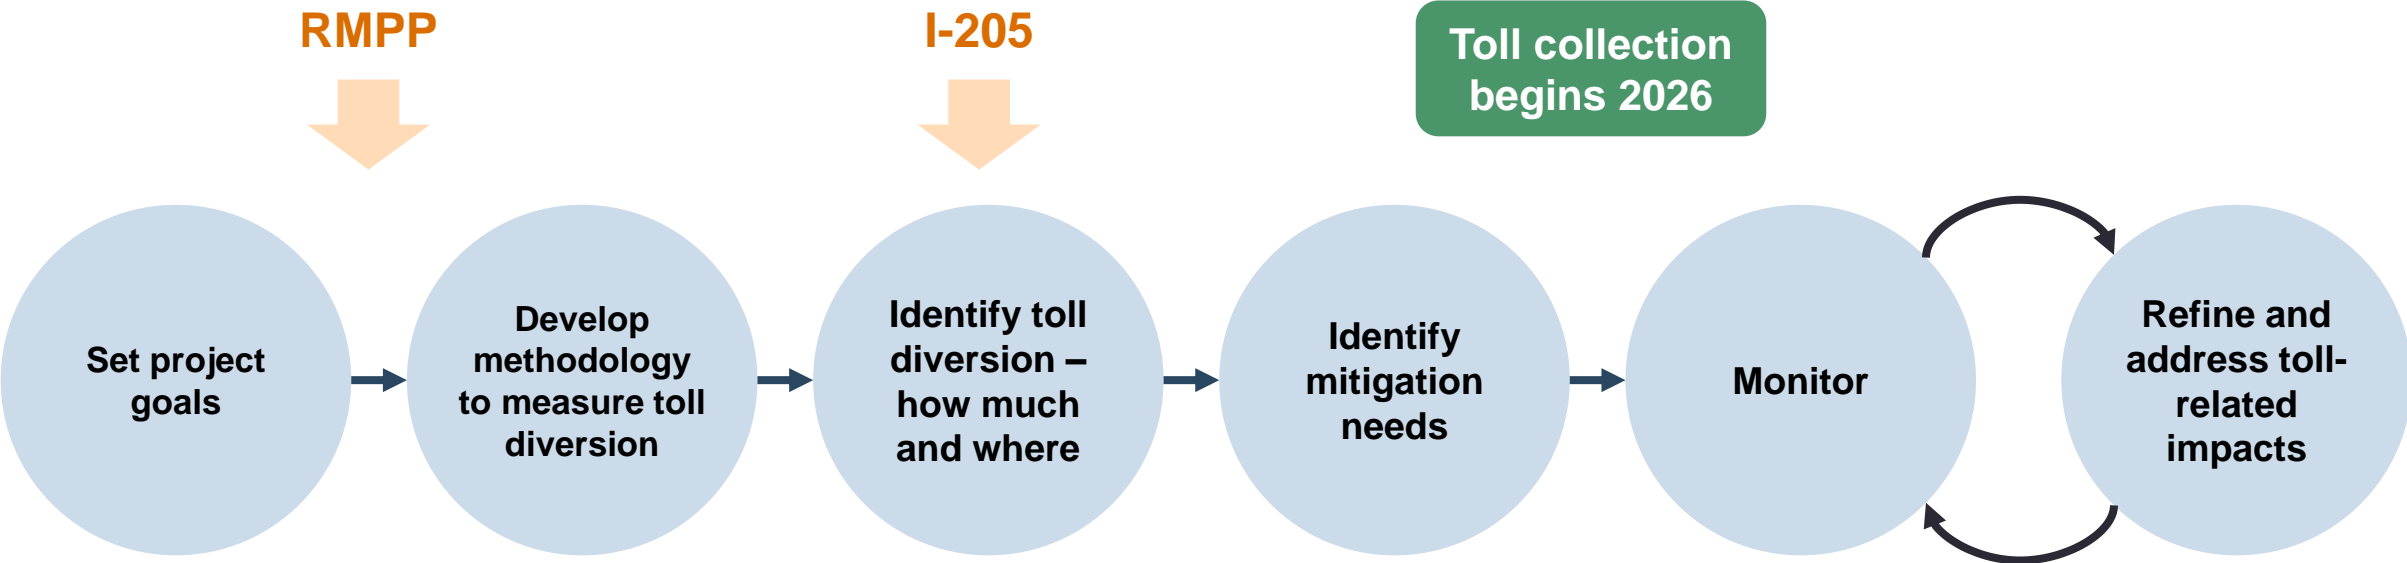 RMPP
I-205
Toll collection
begins 2026
Set project
goals
Develop
methodology
to measure toll
diversion
Identify toll
diversion –
how much
and where
Identify
mitigation
needs
Monitor
Refine and
address toll-
related
impacts